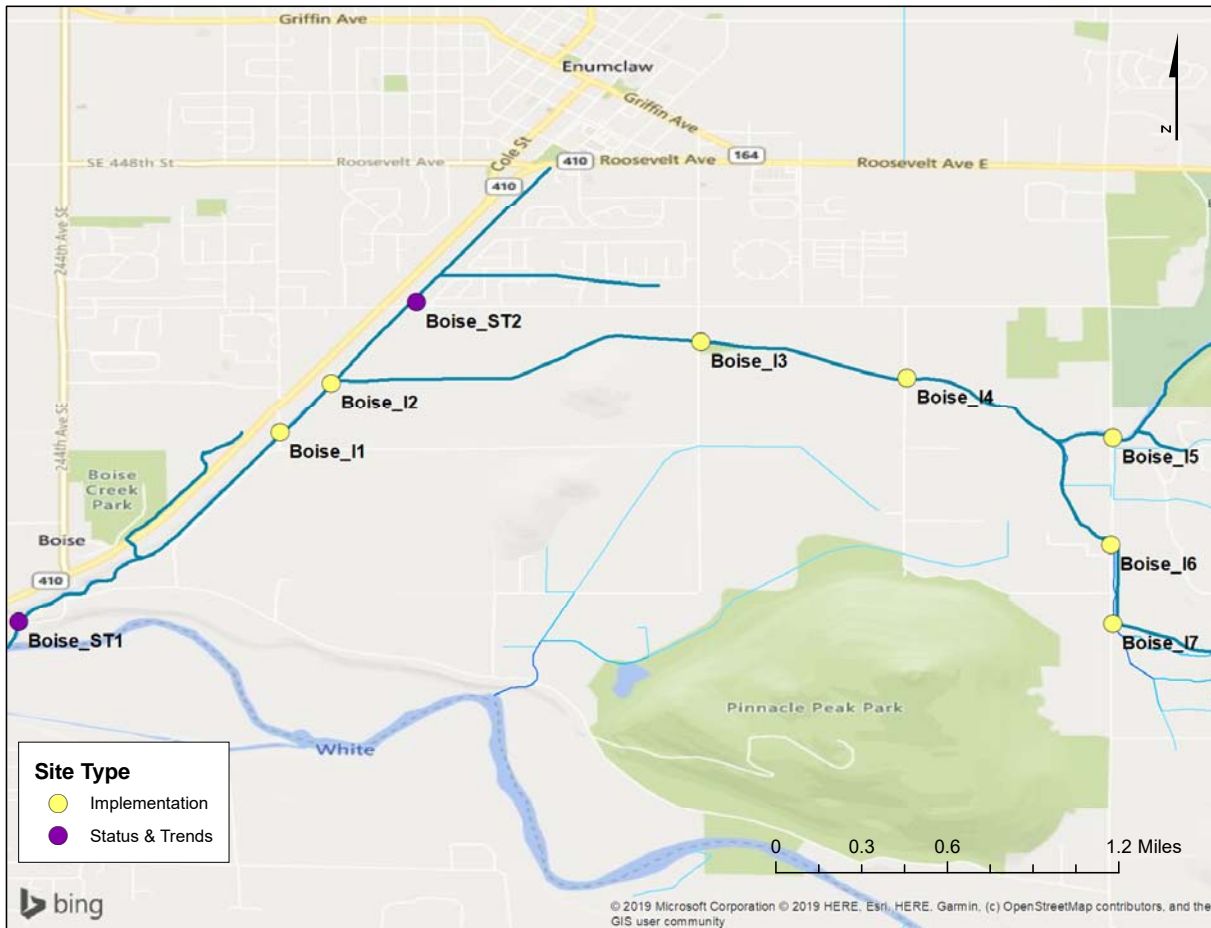 Griffin Ave
Enumclaw
Griffin Ave
Cole St
SE 448th St
Roosevelt Ave
410
Roosevelt Ave
164
Roosevelt Ave E
410
N
244th Ave SE
244th Ave SE
Boise_ST2
Boise_I3
Boise_I4
Boise_I2
Boise_I1
Boise_I5
Boise
Creek
Park
Boise
410
Boise_I6
Boise_ST1
Boise_I7
Pinnacle Peak Park
White
Site Type
Implementation
Status & Trends
0 0.3 0.6 1.2 Miles
bing
© 2019 Microsoft Corporation © 2019 HERE, Esri, HERE, Garmin, (c) OpenStreetMap contributors, and the
GIS user community